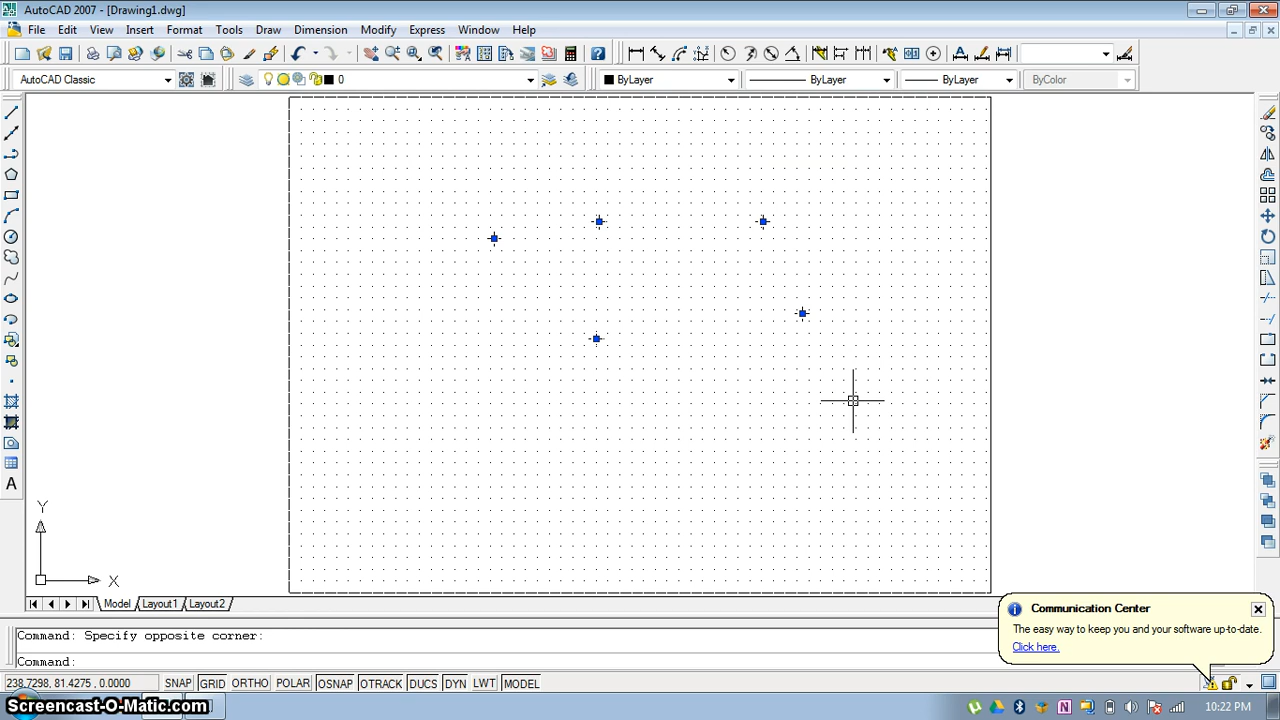 AutoCAD 2007 - [Drawing1.dwg]
File Edit View Insert Format Tools Draw Dimension Modify Express Window Help
AutoCAD Classic 0 ByLayer ByLayer ByLayer ByColor
A
Y
X
Model Layout1 Layout2
Communication Center
The easy way to keep you and your software up-to-date.
Click here.
Command: Specify opposite corner:
Command:
238.7298, 81.4275 , 0.0000 SNAP GRID ORTHO POLAR OSNAP OTRACK DUCS DYN LWT MODEL
Screencast-O-Matic.com 10:22 PM